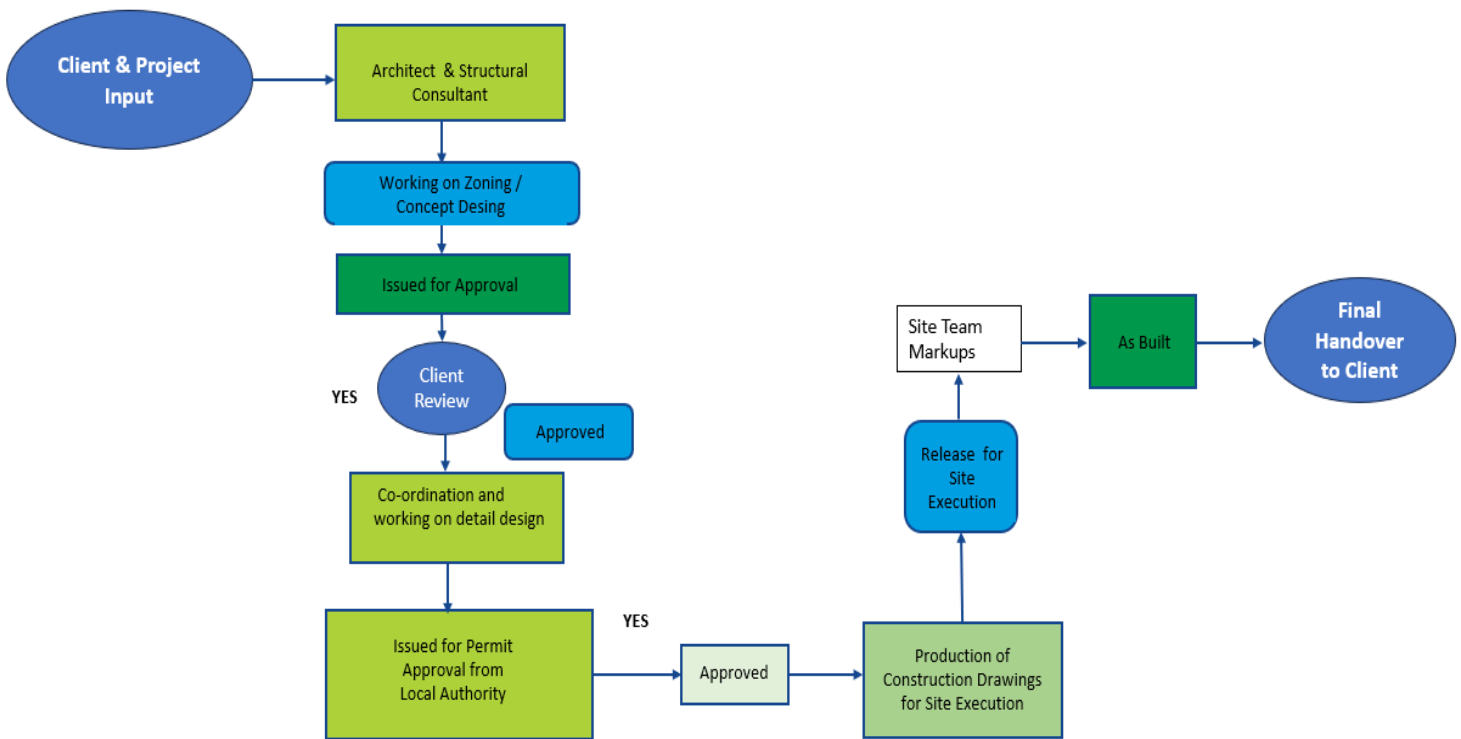 Client & Project
Input
Architect & Structural
Consultant
Working on Zoning /
Concept Desing
Issued for Approval
Client
Review
YES
Approved
Co-ordination and
working on detail design
Issued for Permit
Approval from
Local Authority
YES
Approved
Production of
Construction Drawings
for Site Execution
Release for
Site
Execution
Site Team
Markups
As Built
Final
Handover
to Client